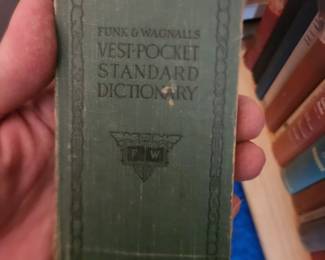 FUNK & WAGNALLS
VEST-POCKET
STANDARD
DICTIONARY
F W